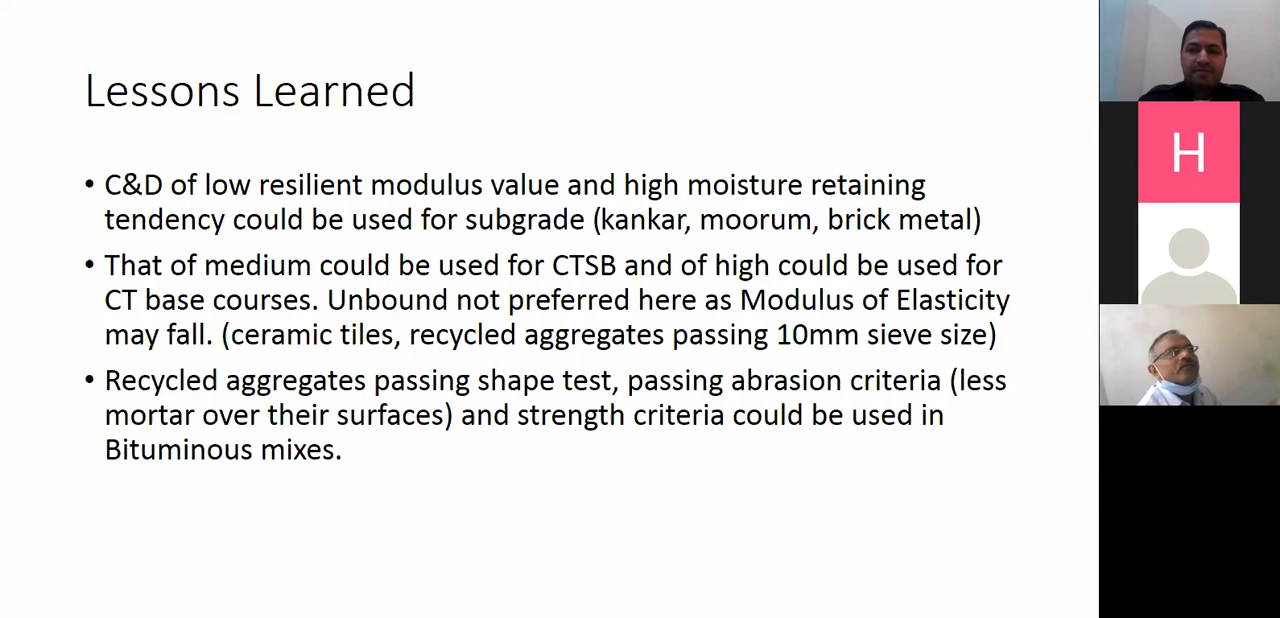 Lessons Learned
• C&D of low resilient modulus value and high moisture retaining
tendency could be used for subgrade (kankar, moorum, brick metal)
• That of medium could be used for CTSB and of high could be used for
CT base courses. Unbound not preferred here as Modulus of Elasticity
may fall. (ceramic tiles, recycled aggregates passing 10mm sieve size)
• Recycled aggregates passing shape test, passing abrasion criteria (less
mortar over their surfaces) and strength criteria could be used in
Bituminous mixes.
H